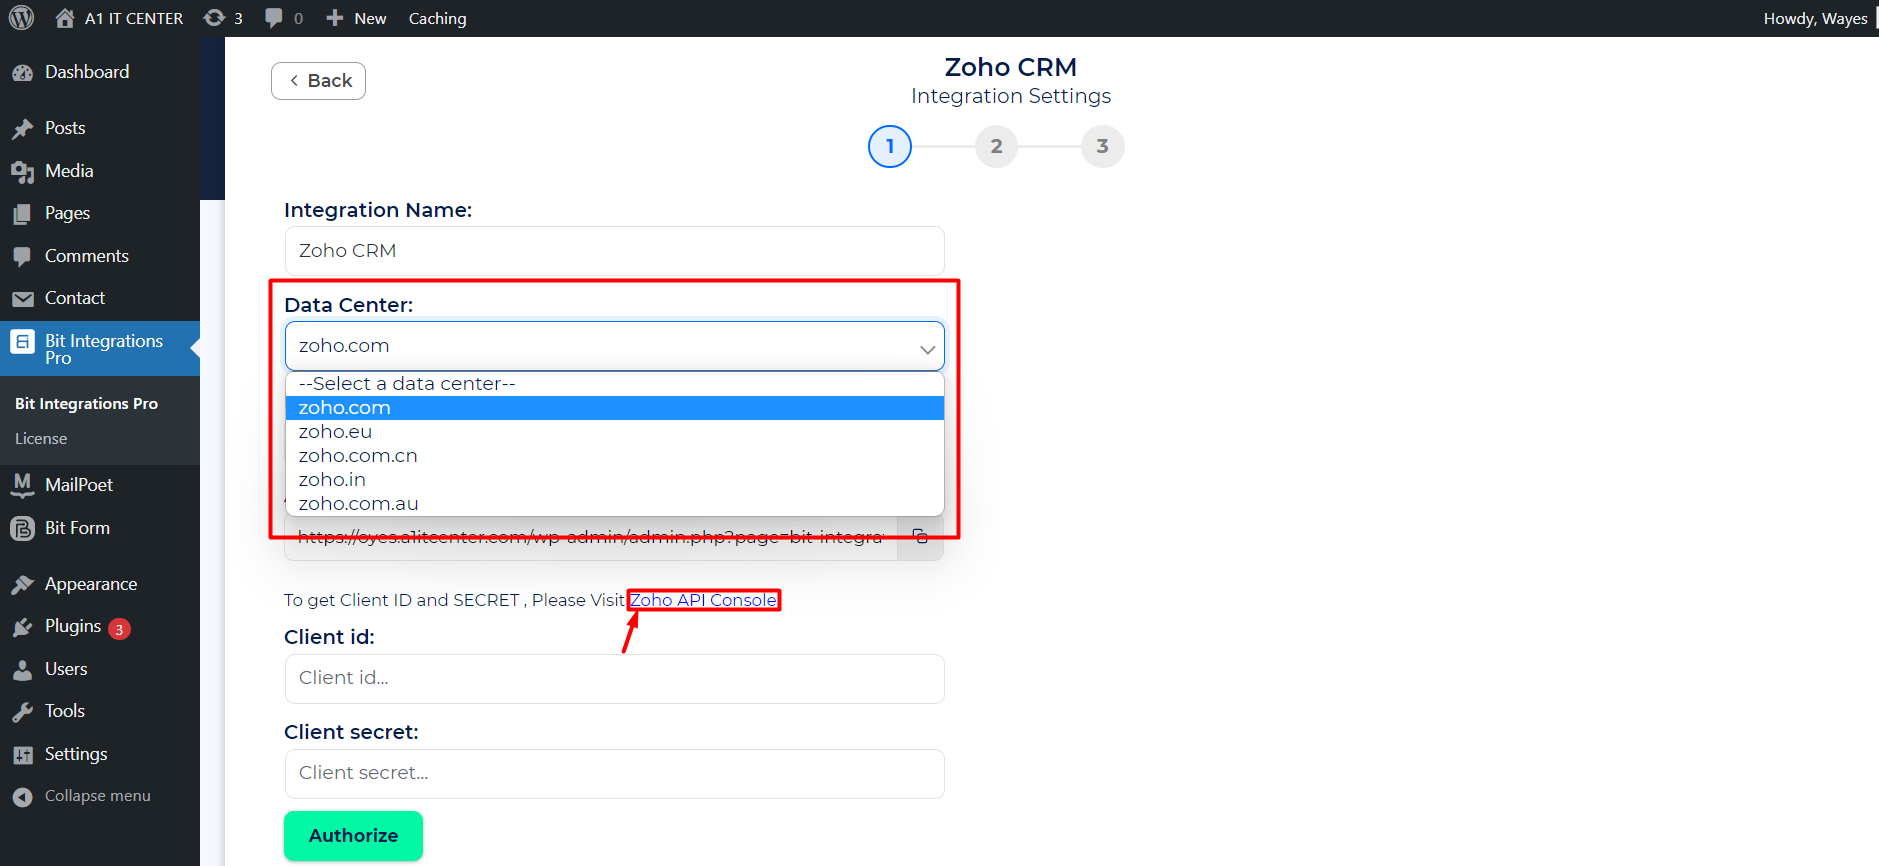 A1 IT CENTER 3 0 New Caching Howdy, Wayes
Dashboard
Posts
Media
Pages
Comments
Contact
Bit Integrations
Pro
Bit Integrations Pro
License
MailPoet
Bit Form
Appearance
Plugins 3
Users
Tools
Settings
Collapse menu
Back
Zoho CRM
Integration Settings
1 2 3
Integration Name:
Zoho CRM
Data Center:
zoho.com
--Select a data center--
zoho.com
zoho.eu
zoho.com.cn
zoho.in
zoho.com.au
https://oyes.a1itcenter.com/wp-admin/admin.php?page=bit-integra
To get Client ID and SECRET , Please Visit Zoho API Console
Client id:
Client id...
Client secret:
Client secret...
Authorize